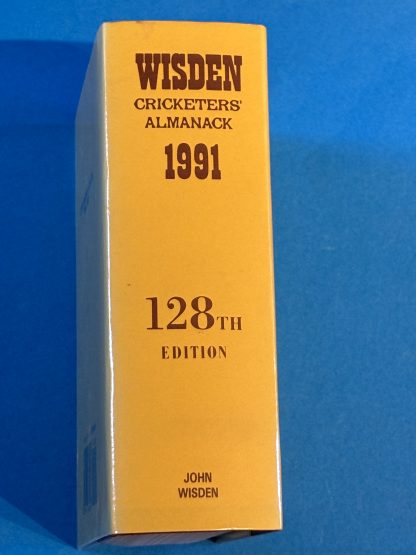 WISDEN
CRICKETERS'
ALMANACK
1991
128TH
EDITION
JOHN
WISDEN